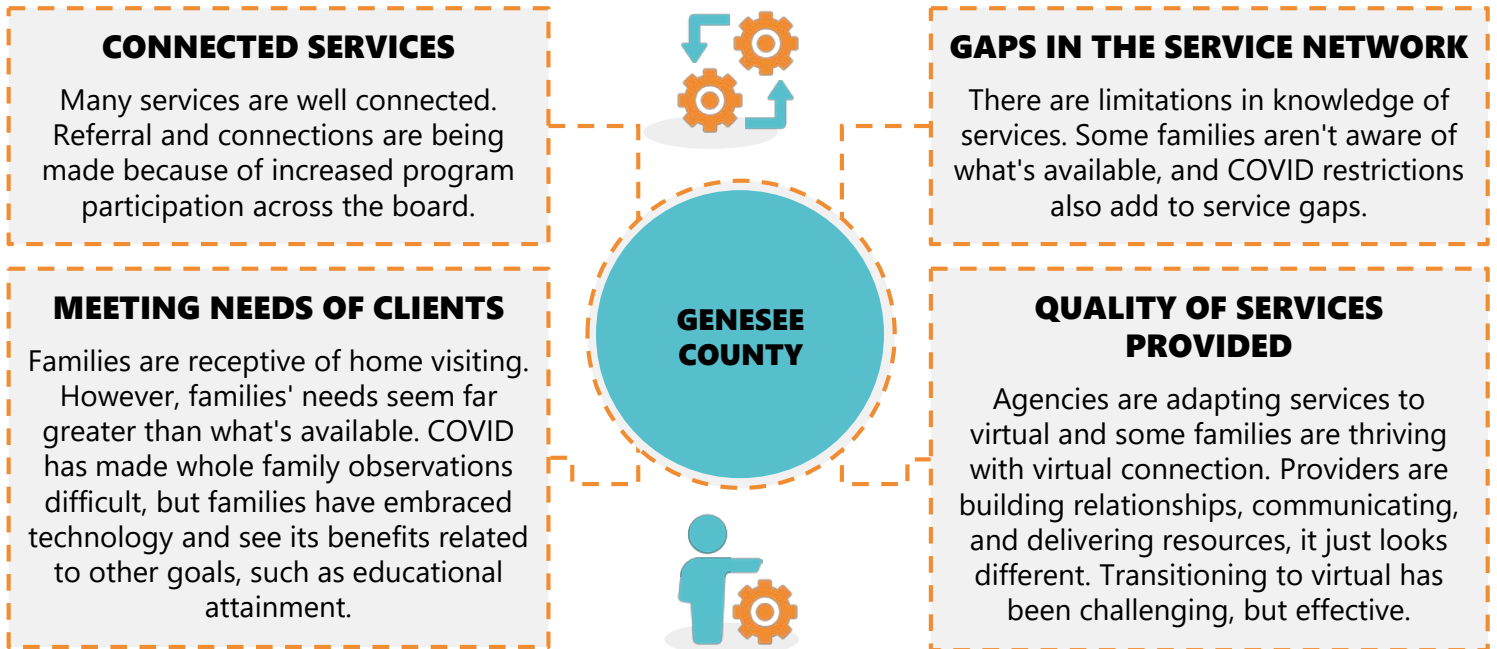 CONNECTED SERVICES
Many services are well connected.
Referral and connections are being
made because of increased program
participation across the board.
GAPS IN THE SERVICE NETWORK
There are limitations in knowledge of
services. Some families aren't aware of
what's available, and COVID restrictions
also add to service gaps.
GENESEE
COUNTY
MEETING NEEDS OF CLIENTS
Families are receptive of home visiting.
However, families' needs seem far
greater than what's available. COVID
has made whole family observations
difficult, but families have embraced
technology and see its benefits related
to other goals, such as educational
attainment.
QUALITY OF SERVICES
PROVIDED
Agencies are adapting services to
virtual and some families are thriving
with virtual connection. Providers are
building relationships, communicating,
and delivering resources, it just looks
different. Transitioning to virtual has
been challenging, but effective.